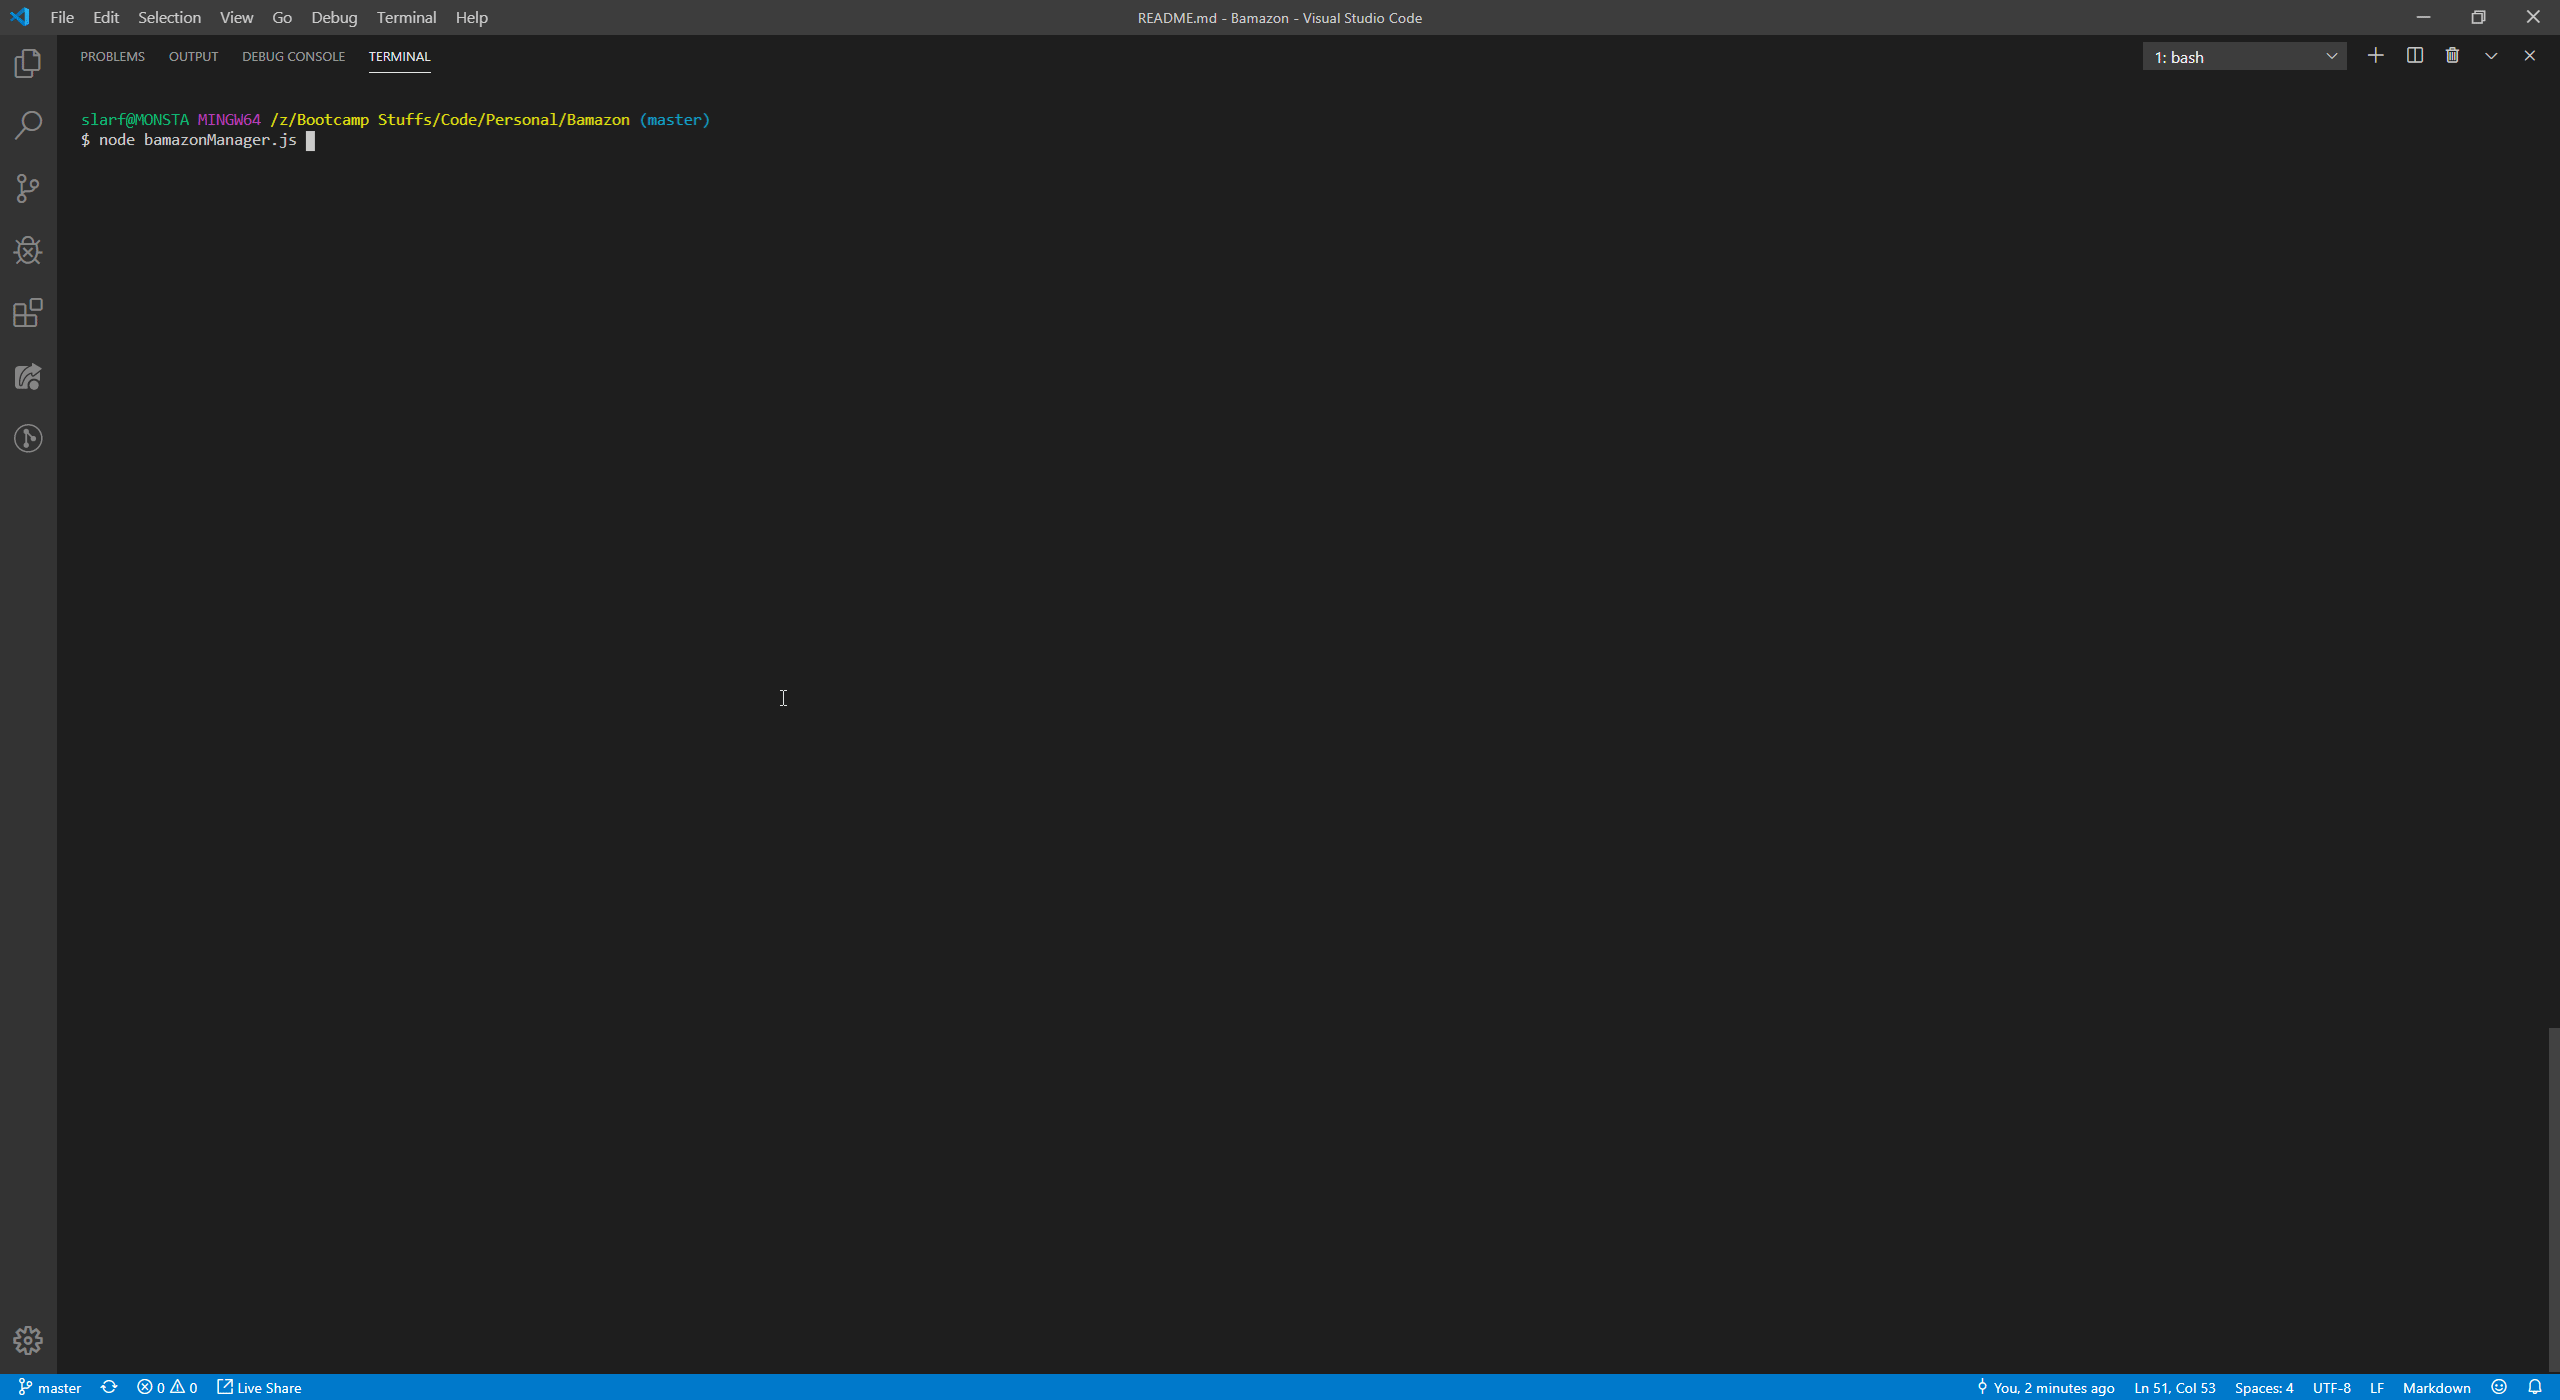 File Edit Selection View Go Debug Terminal Help
README.md - Bamazon - Visual Studio Code
PROBLEMS OUTPUT DEBUG CONSOLE TERMINAL
1: bash
slarf@MONSTA MINGW64 /z/Bootcamp Stuffs/Code/Personal/Bamazon (master)
$ node bamazonManager.js
master 0 0 Live Share
You, 2 minutes ago Ln 51, Col 53 Spaces: 4 UTF-8 LF Markdown